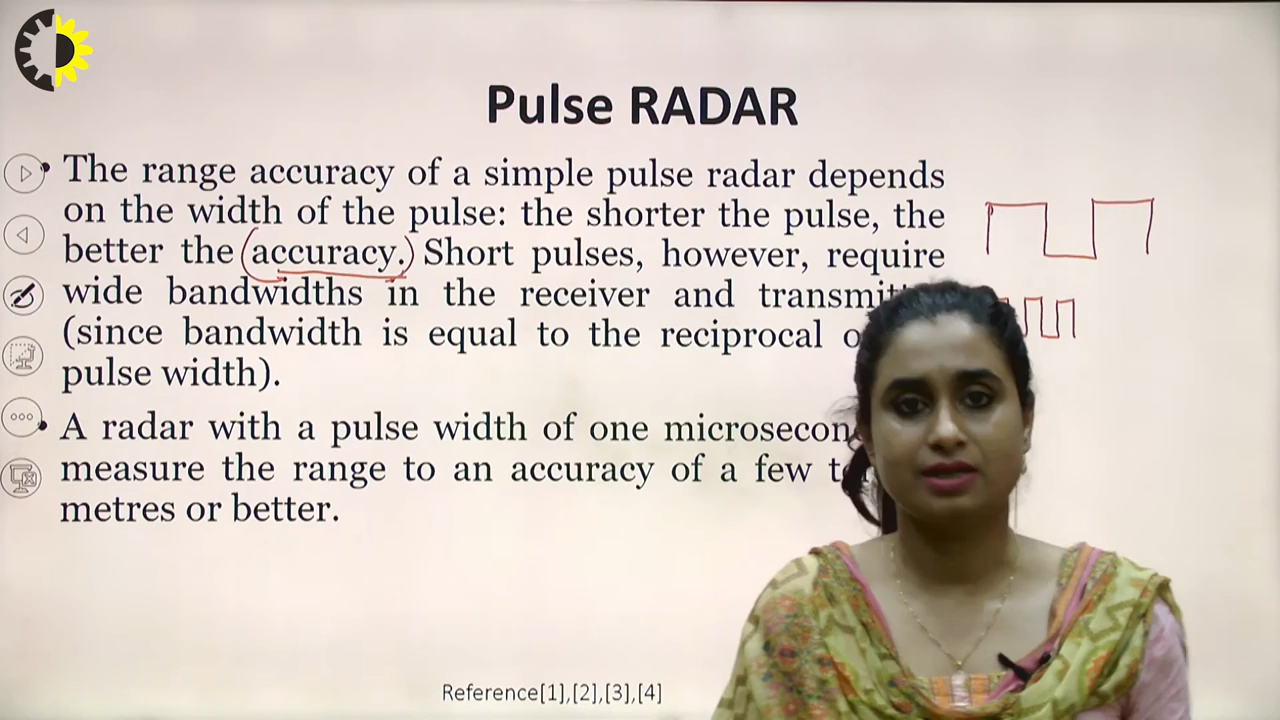 Pulse RADAR
• The range accuracy of a simple pulse radar depends
on the width of the pulse: the shorter the pulse, the
better the accuracy. Short pulses, however, require
wide bandwidths in the receiver and
(since bandwidth is equal to the reciprocal
pulse width).
• A radar with a pulse width of one
measure the range to an accuracy of a few
metres or better.
Reference[1],[2],[3],[4]